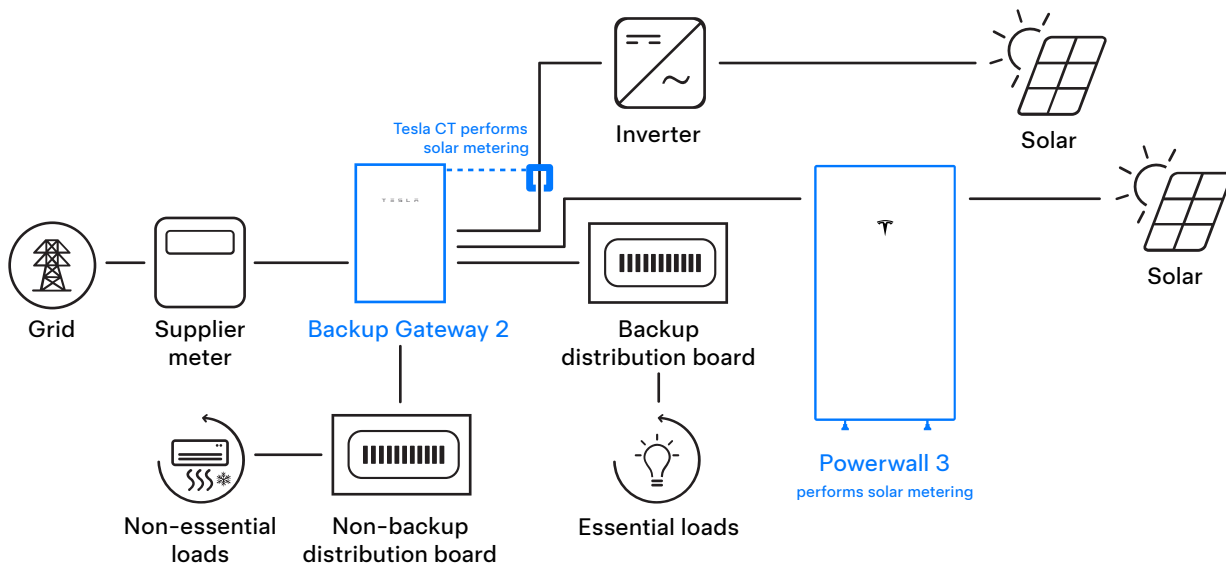 Tesla CT performs
solar metering
Inverter
Solar
TESLA
Solar
Grid
Supplier
meter
Backup Gateway 2
Backup
distribution board
Powerwall 3
performs solar metering
Non-essential
loads
Non-backup
distribution board
Essential loads